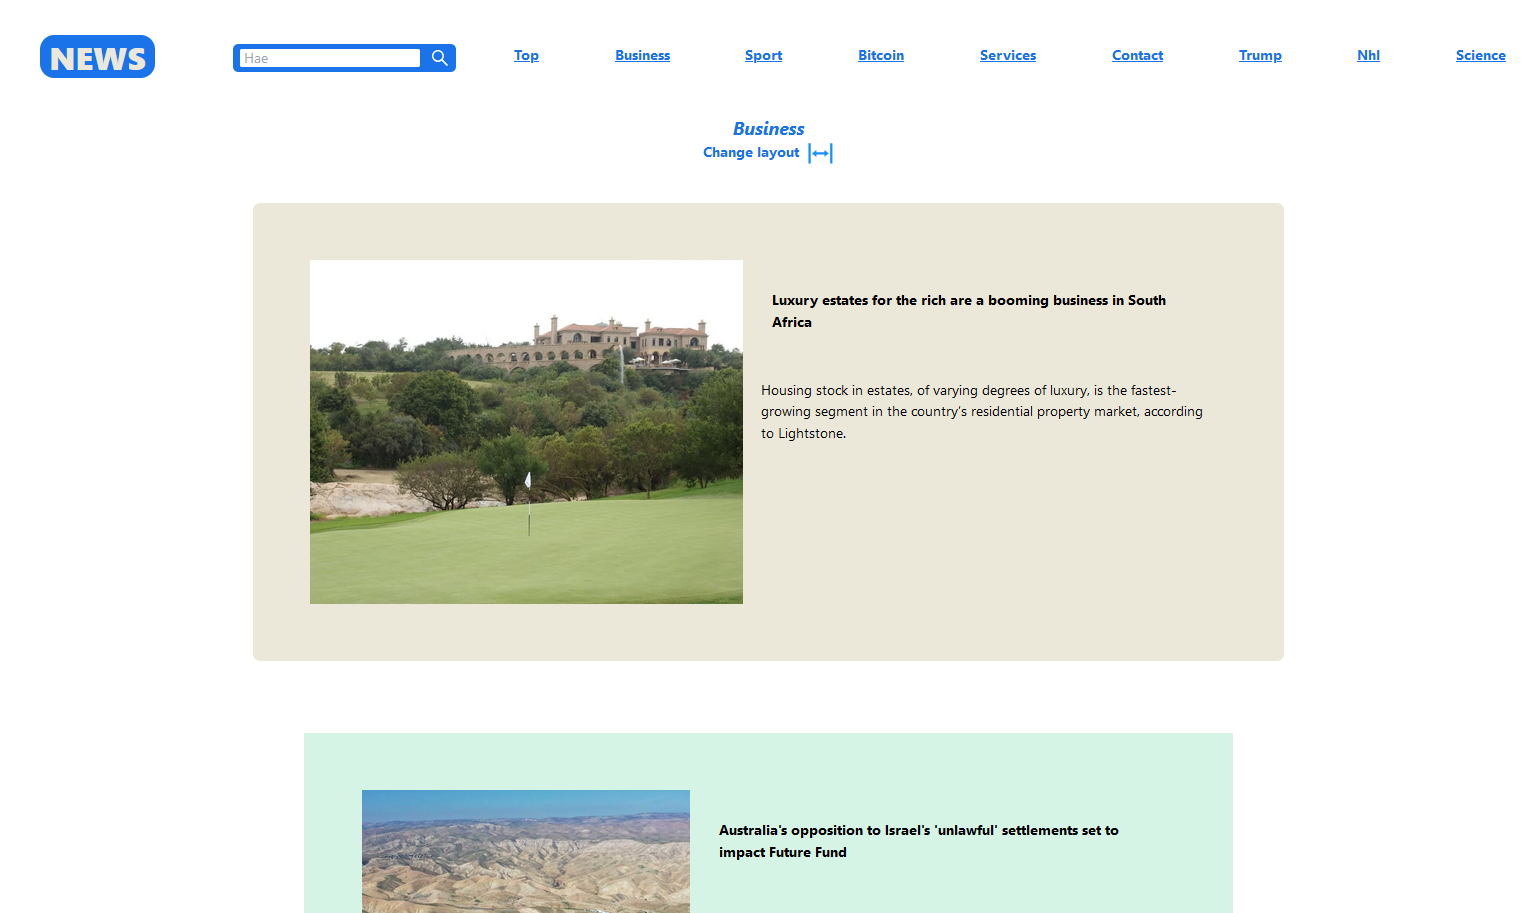 NEWS
Hae
Top
Business
Sport
Bitcoin
Services
Contact
Trump
Nhl
Science
Business
Change layout
Luxury estates for the rich are a booming business in South
Africa
Housing stock in estates, of varying degrees of luxury, is the fastest-
growing segment in the country’s residential property market, according
to Lightstone.
Australia's opposition to Israel's 'unlawful' settlements set to
impact Future Fund